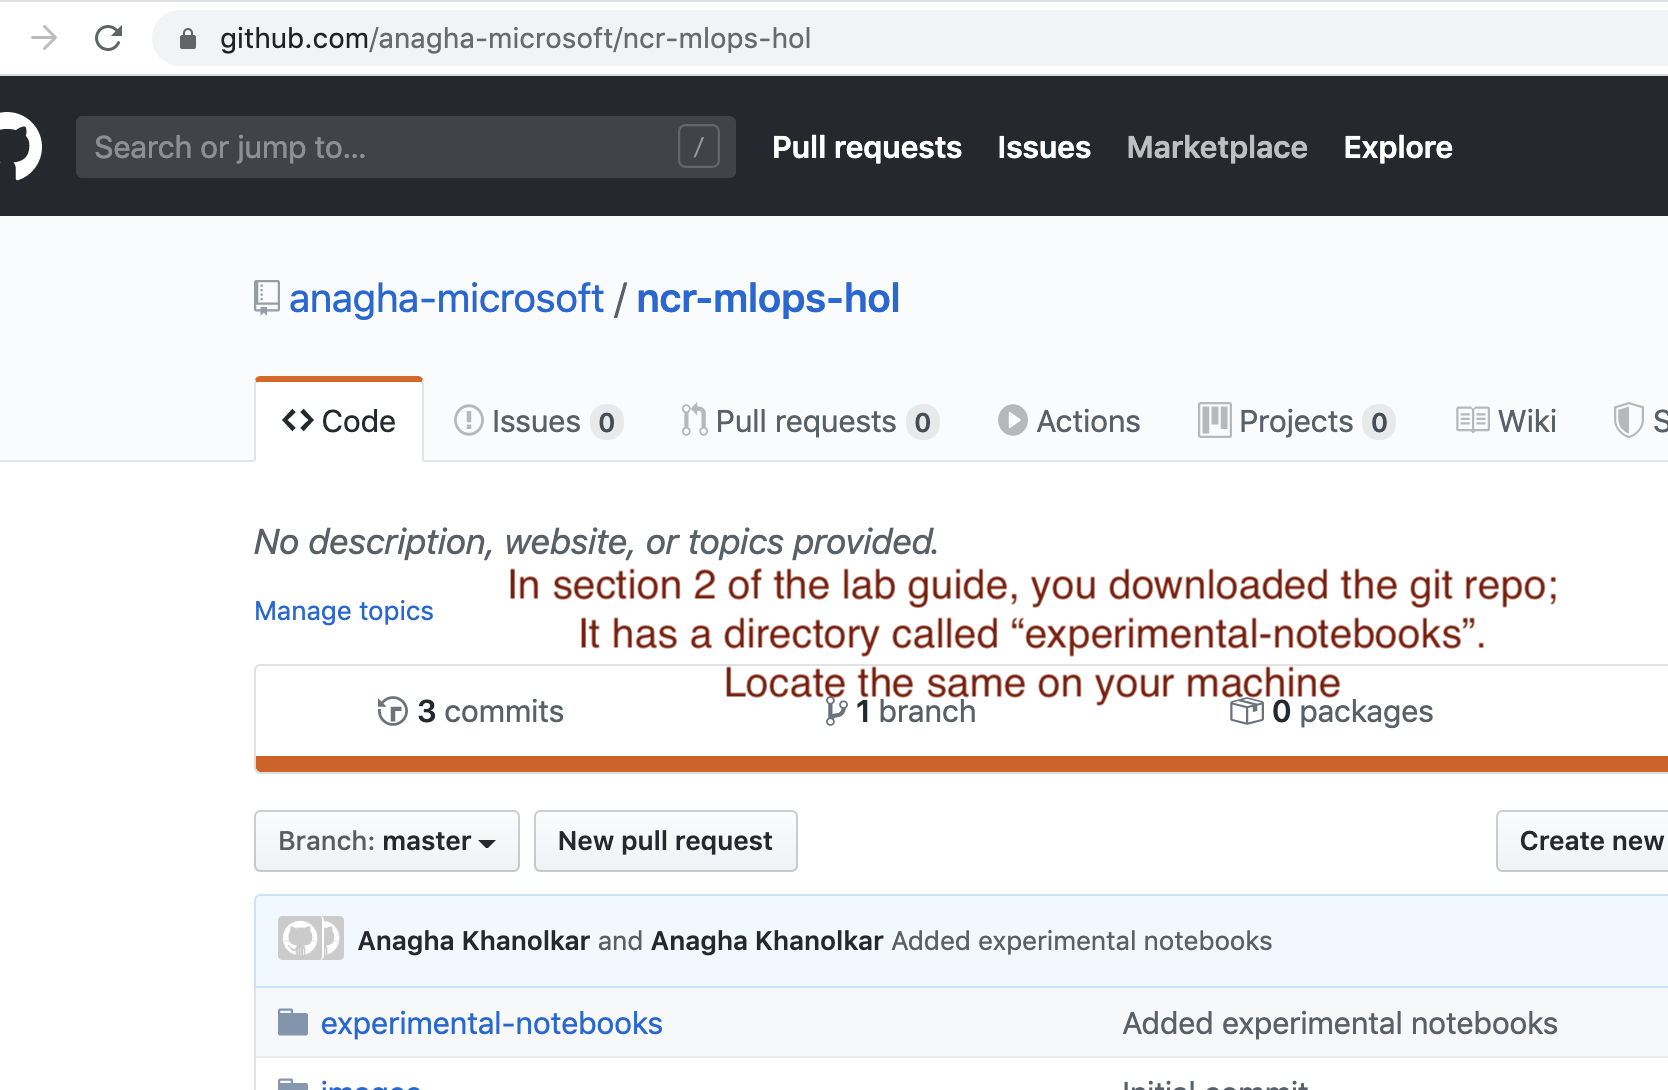 github.com/anagha-microsoft/ncr-mlops-hol
Search or jump to...
/
Pull requests
Issues
Marketplace
Explore
anagha-microsoft / ncr-mlops-hol
Code
Issues 0
Pull requests 0
Actions
Projects 0
Wiki
No description, website, or topics provided.
In section 2 of the lab guide, you downloaded the git repo;
Manage topics
It has a directory called “experimental-notebooks”.
Locate the same on your machine
3 commits
1 branch
0 packages
Branch: master
New pull request
Create new
Anagha Khanolkar and Anagha Khanolkar Added experimental notebooks
experimental-notebooks
Added experimental notebooks
images
Initial commit